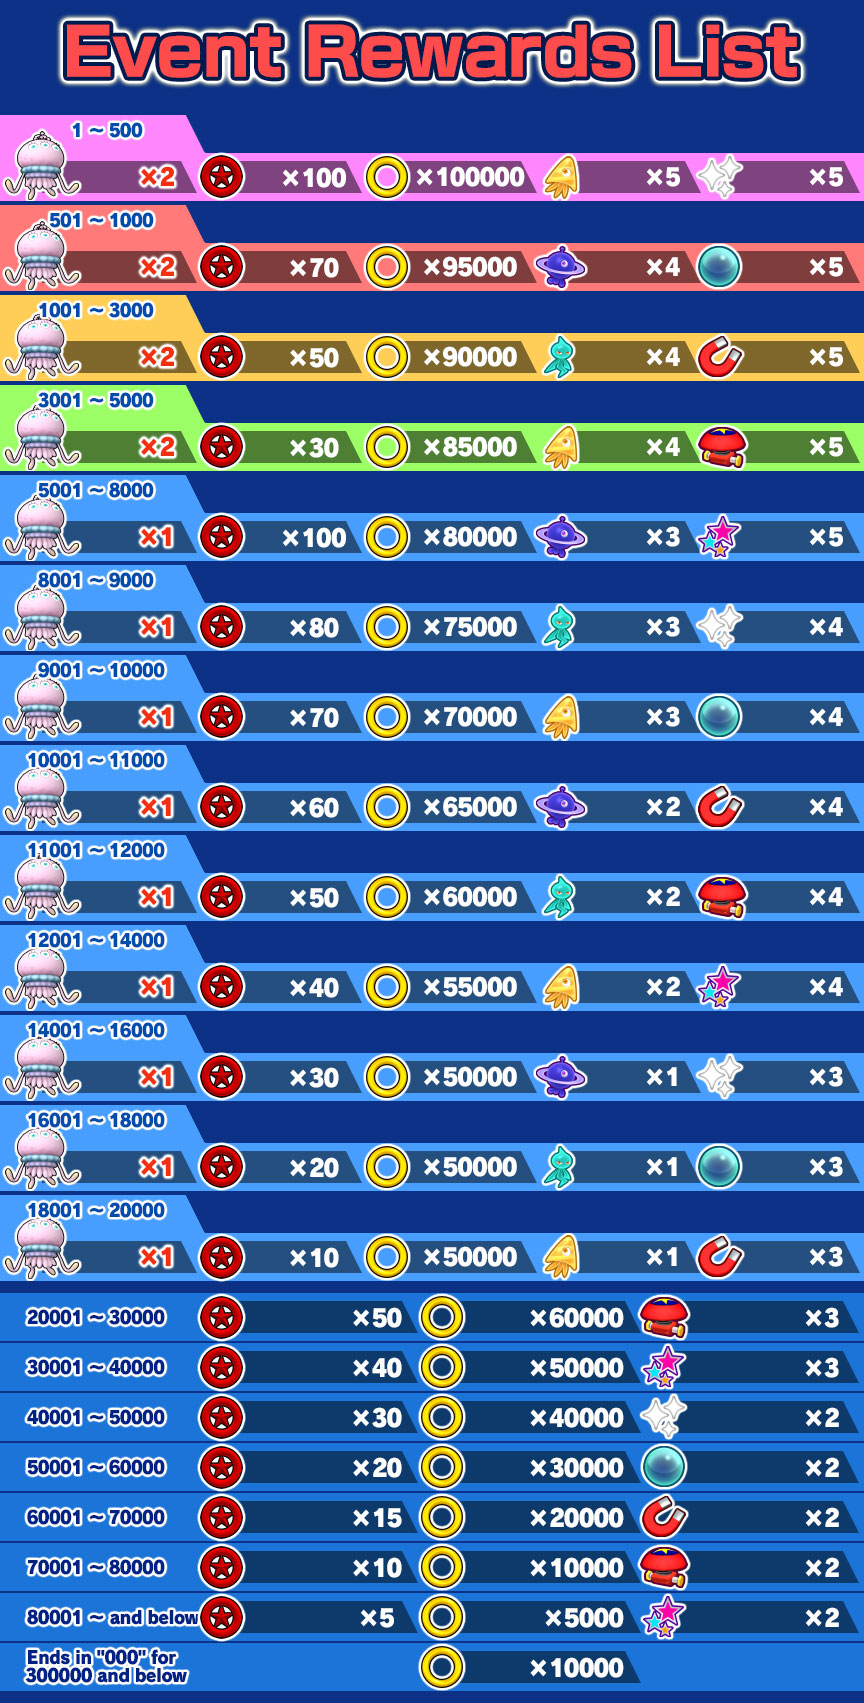 Event Rewards List
1 ~ 500
×2 ×100 ×100000 ×5 ×5
501 ~ 1000
×2 ×70 ×95000 ×4 ×5
1001 ~ 3000
×2 ×50 ×90000 ×4 ×5
3001 ~ 5000
×2 ×30 ×85000 ×4 ×5
5001 ~ 8000
×1 ×100 ×80000 ×3 ×5
8001 ~ 9000
×1 ×80 ×75000 ×3 ×4
9001 ~ 10000
×1 ×70 ×70000 ×3 ×4
10001 ~ 11000
×1 ×60 ×65000 ×2 ×4
11001 ~ 12000
×1 ×50 ×60000 ×2 ×4
12001 ~ 14000
×1 ×40 ×55000 ×2 ×4
14001 ~ 16000
×1 ×30 ×50000 ×1 ×3
16001 ~ 18000
×1 ×20 ×50000 ×1 ×3
18001 ~ 20000
×1 ×10 ×50000 ×1 ×3
20001 ~ 30000 ×50 ×60000 ×3
30001 ~ 40000 ×40 ×50000 ×3
40001 ~ 50000 ×30 ×40000 ×2
50001 ~ 60000 ×20 ×30000 ×2
60001 ~ 70000 ×15 ×20000 ×2
70001 ~ 80000 ×10 ×10000 ×2
80001 ~ and below ×5 ×5000 ×2
Ends in "000" for
300000 and below ×10000